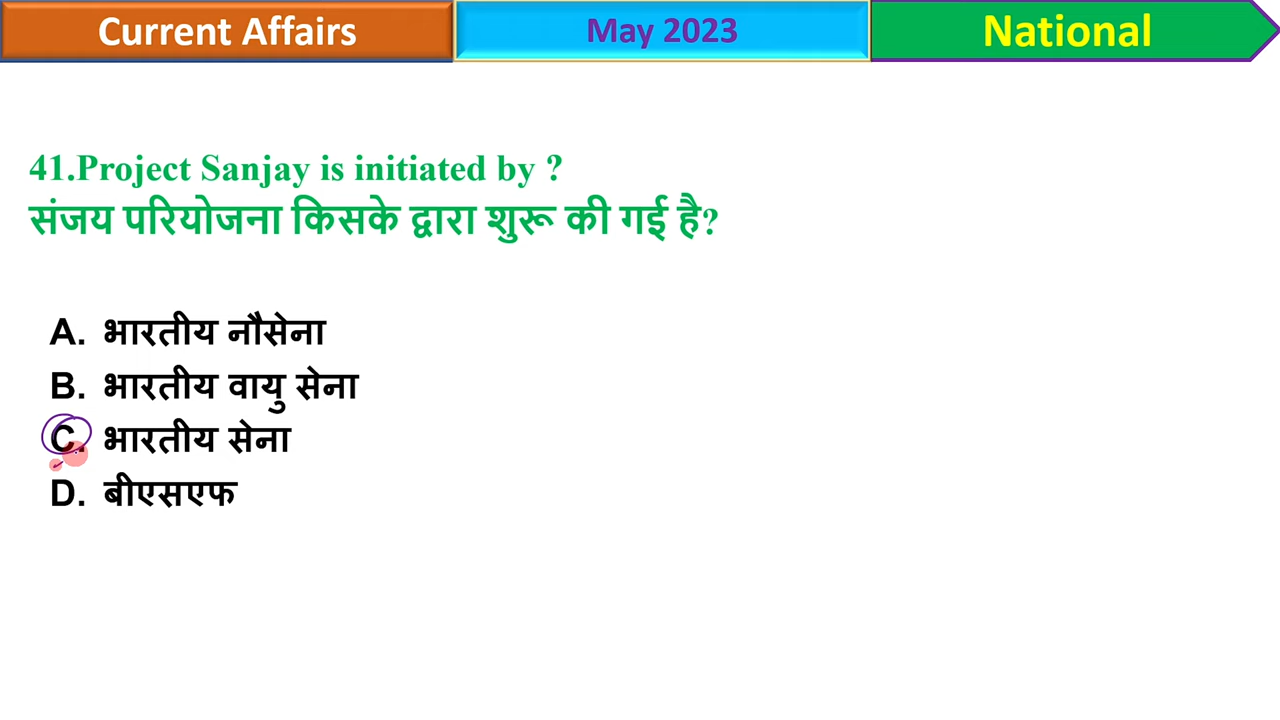 Current Affairs
May 2023
National
41.Project Sanjay is initiated by ?
संजय परियोजना किसके द्वारा शुरू की गई है?
A. भारतीय नौसेना
B. भारतीय वायु सेना
C. भारतीय सेना
D. बीएसएफ